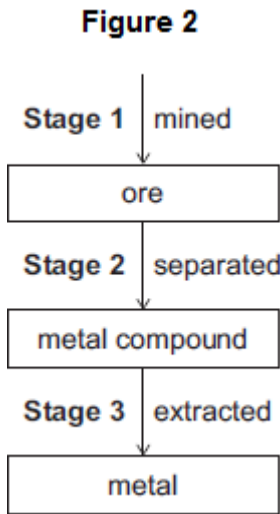 Figure 2
Stage 1 mined
ore
Stage 2 separated
metal compound
Stage 3 extracted
metal